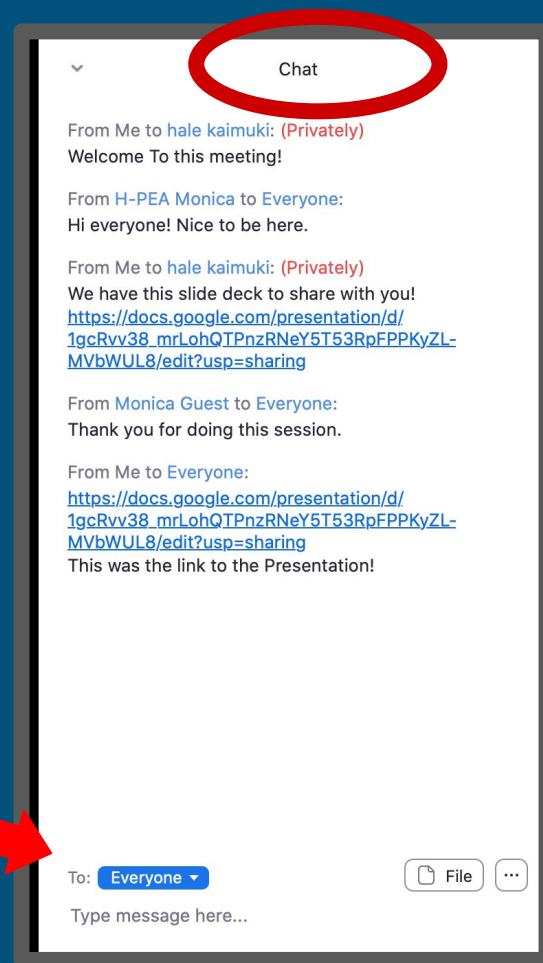 Chat
From Me to hale kaimuki: (Privately)
Welcome To this meeting!
From H-PEA Monica to Everyone:
Hi everyone! Nice to be here.
From Me to hale kaimuki: (Privately)
We have this slide deck to share with you!
https://docs.google.com/presentation/d/
1gcRvv38_mrLohQTPnzRNeY5T53RpFPPKyZL-
MVbWUL8/edit?usp=sharing
From Monica Guest to Everyone:
Thank you for doing this session.
From Me to Everyone:
https://docs.google.com/presentation/d/
1gcRvv38_mrLohQTPnzRNeY5T53RpFPPKyZL-
MVbWUL8/edit?usp=sharing
This was the link to the Presentation!
To: Everyone
File
Type message here...